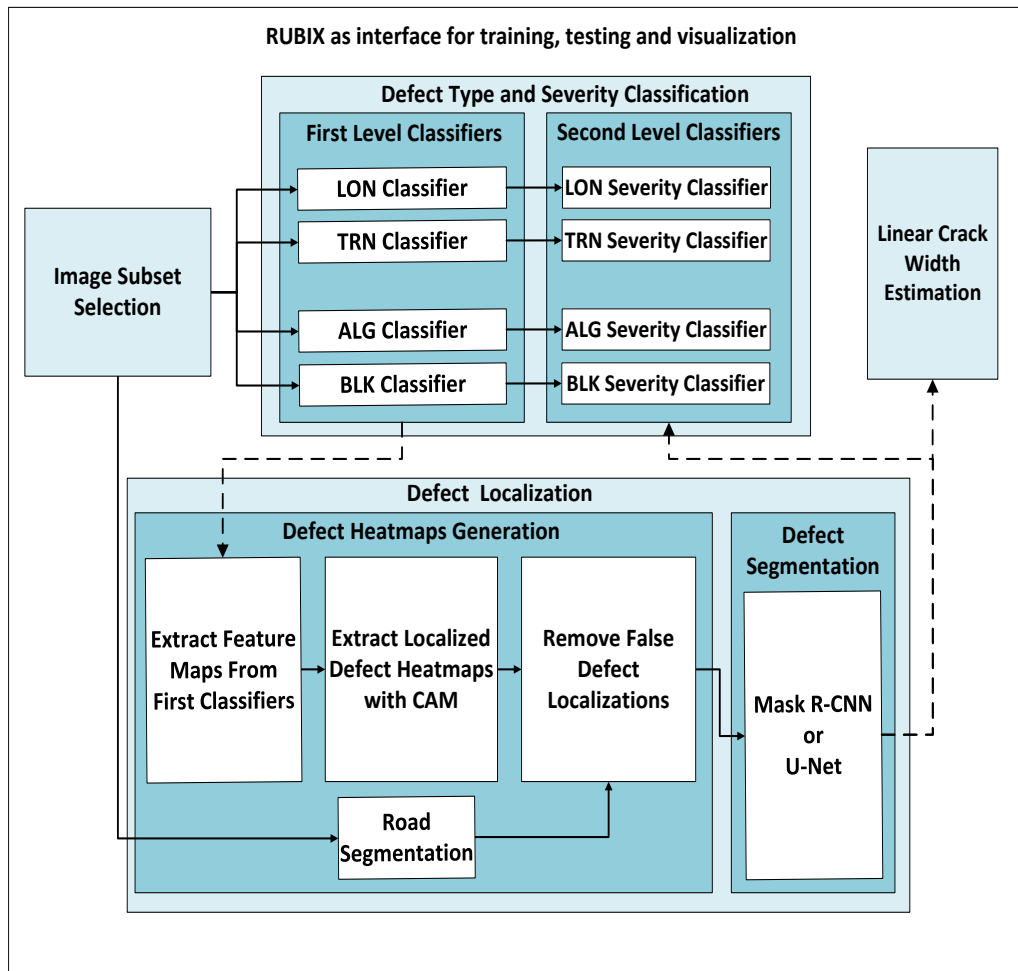 RUBIX as interface for training, testing and visualization
Defect Type and Severity Classification
First Level Classifiers
LON Classifier
TRN Classifier
ALG Classifier
BLK Classifier
Second Level Classifiers
LON Severity Classifier
TRN Severity Classifier
ALG Severity Classifier
BLK Severity Classifier
Image Subset
Selection
Linear Crack
Width
Estimation
Defect Localization
Defect Heatmaps Generation
Extract Feature
Maps From
First Classifiers
Extract Localized
Defect Heatmaps
with CAM
Remove False
Defect
Localizations
Road
Segmentation
Defect
Segmentation
Mask R-CNN
or
U-Net